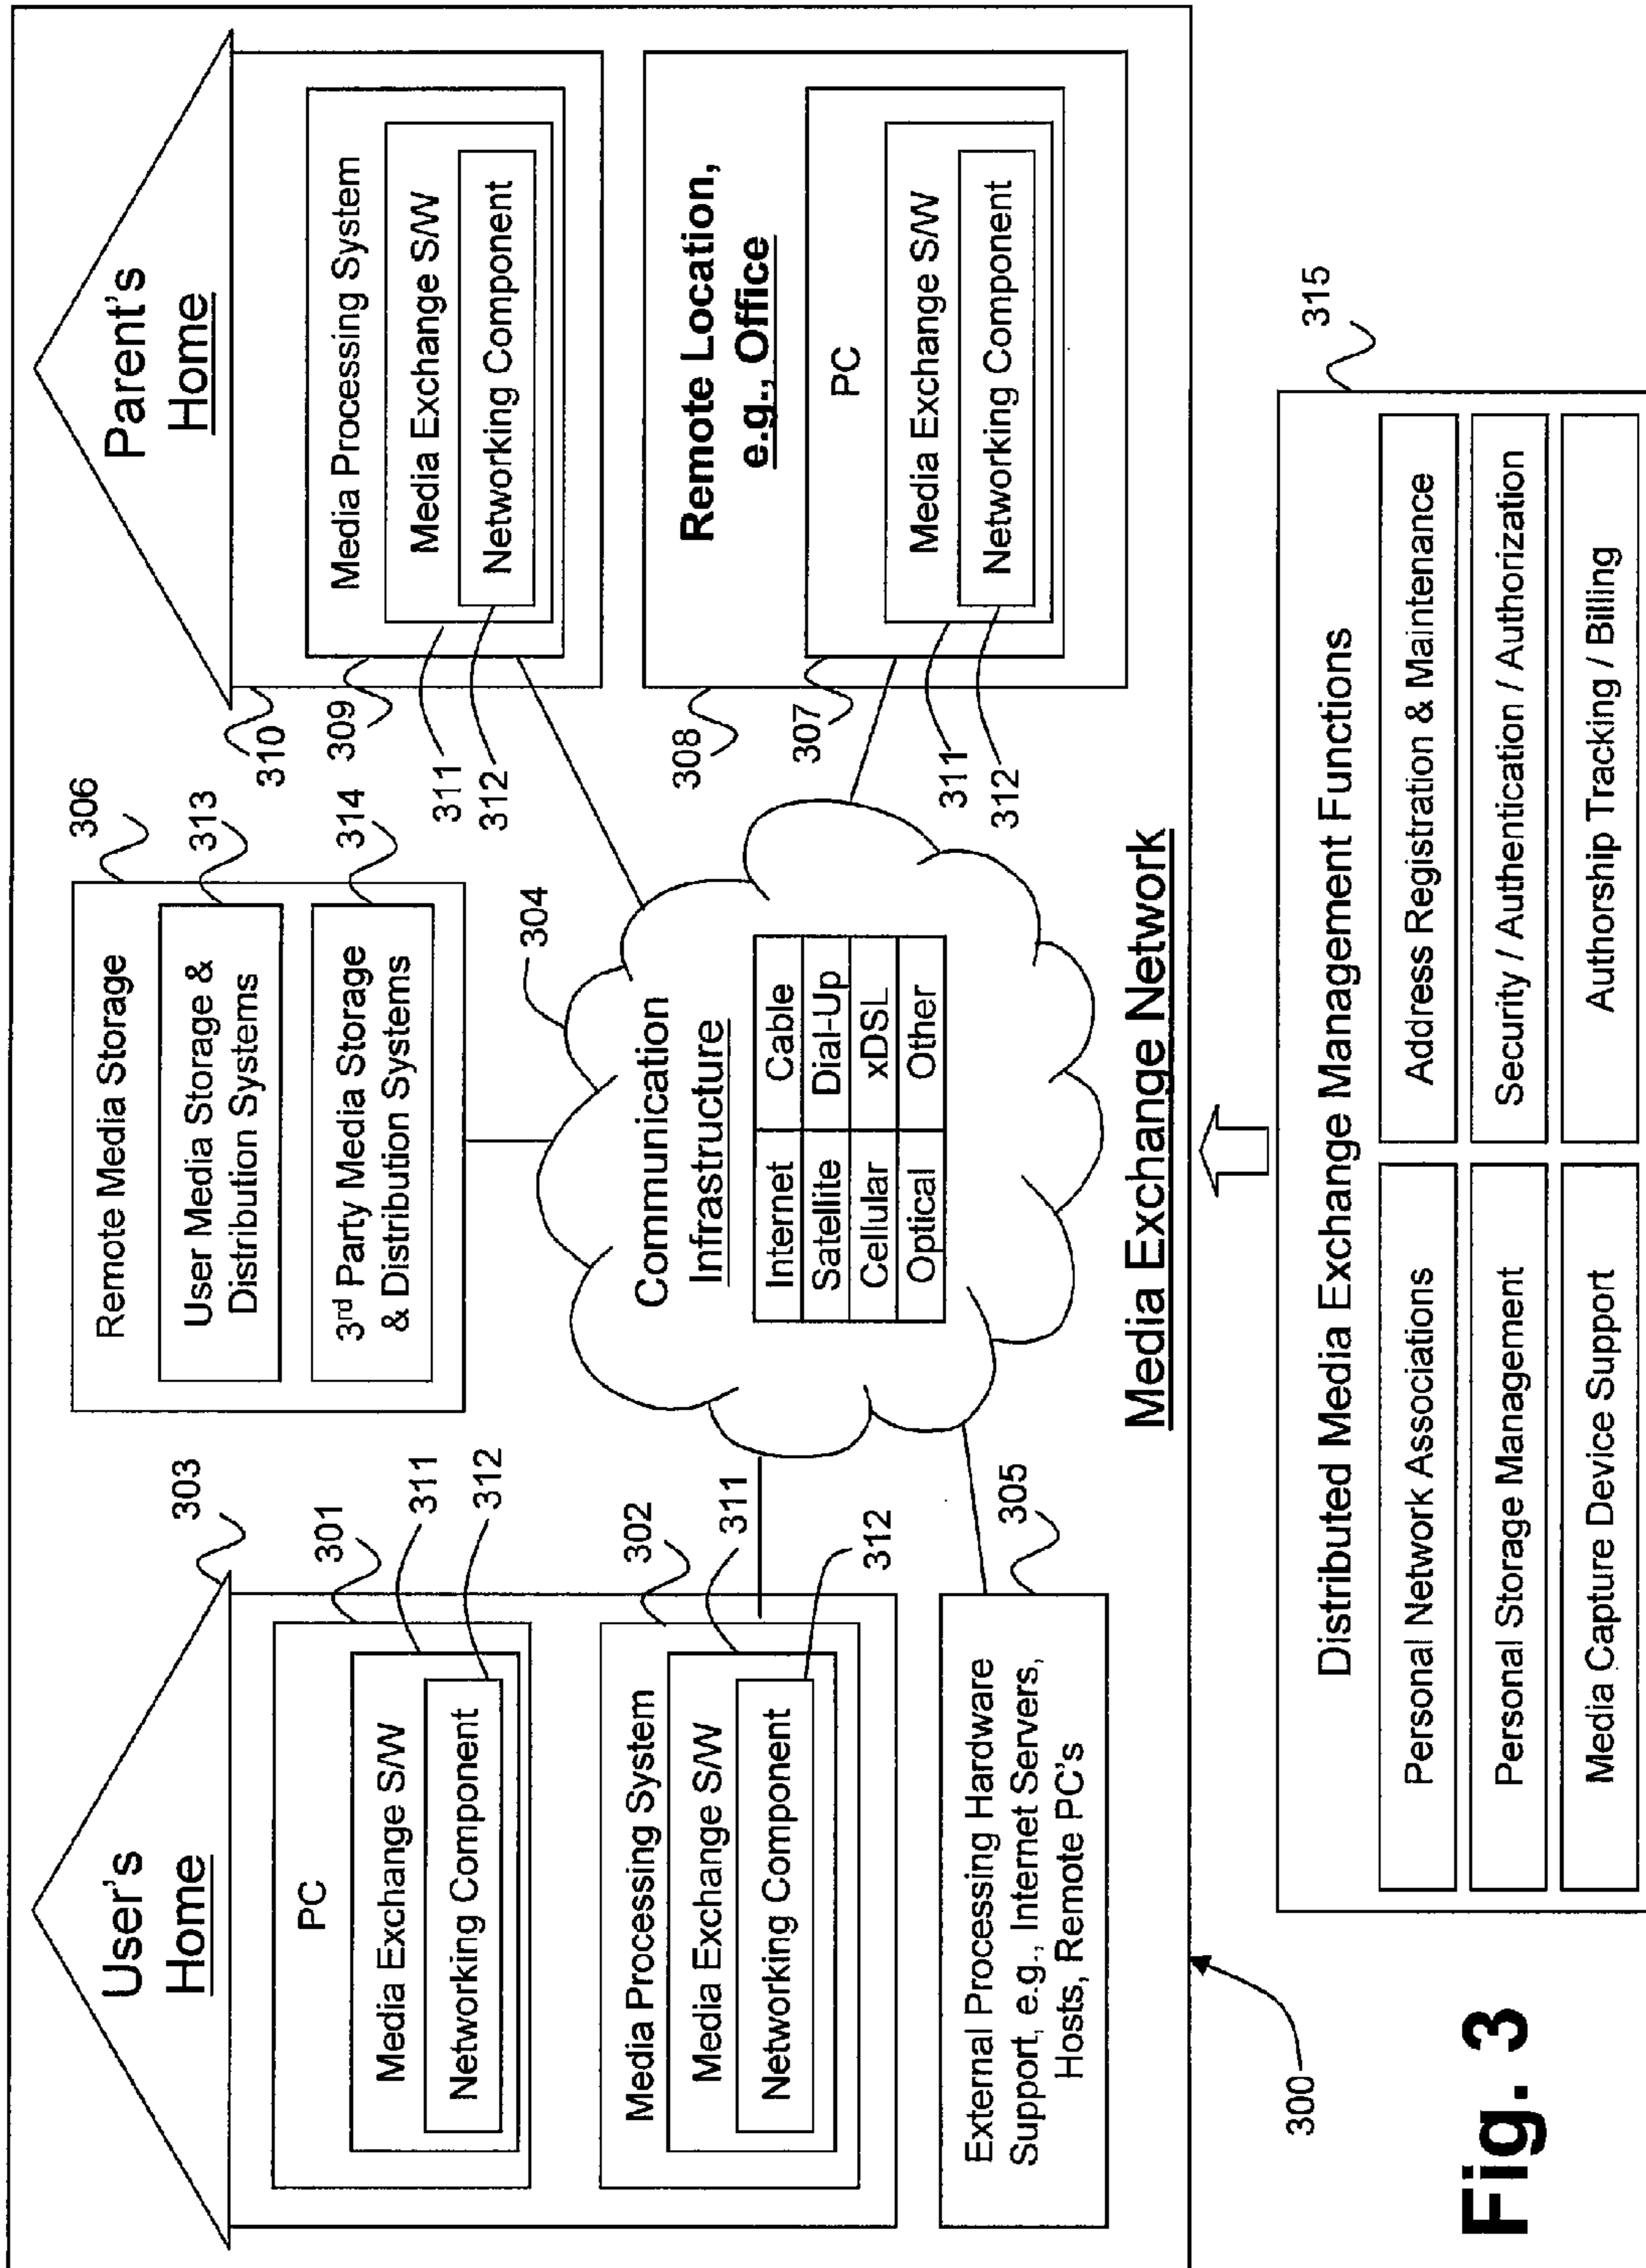 User's
Home
303
PC
301
Media Exchange S/W
311
Networking Component
312
Media Processing System
302
Media Exchange S/W
311
Networking Component
312
External Processing Hardware
Support, e.g., Internet Servers,
Hosts, Remote PC's
305
Remote Media Storage
306
User Media Storage &
Distribution Systems
313
3rd Party Media Storage
& Distribution Systems
314
304
Communication
Infrastructure
Internet Cable
Satellite Dial-Up
Cellular xDSL
Optical Other
Parent's
Home
310
Media Processing System
309
Media Exchange S/W
311
Networking Component
312
Remote Location,
e.g., Office
308
PC
307
Media Exchange S/W
311
Networking Component
312
Media Exchange Network
300
315
Distributed Media Exchange Management Functions
Personal Network Associations Address Registration & Maintenance
Personal Storage Management Security / Authentication / Authorization
Media Capture Device Support Authorship Tracking / Billing
Fig. 3